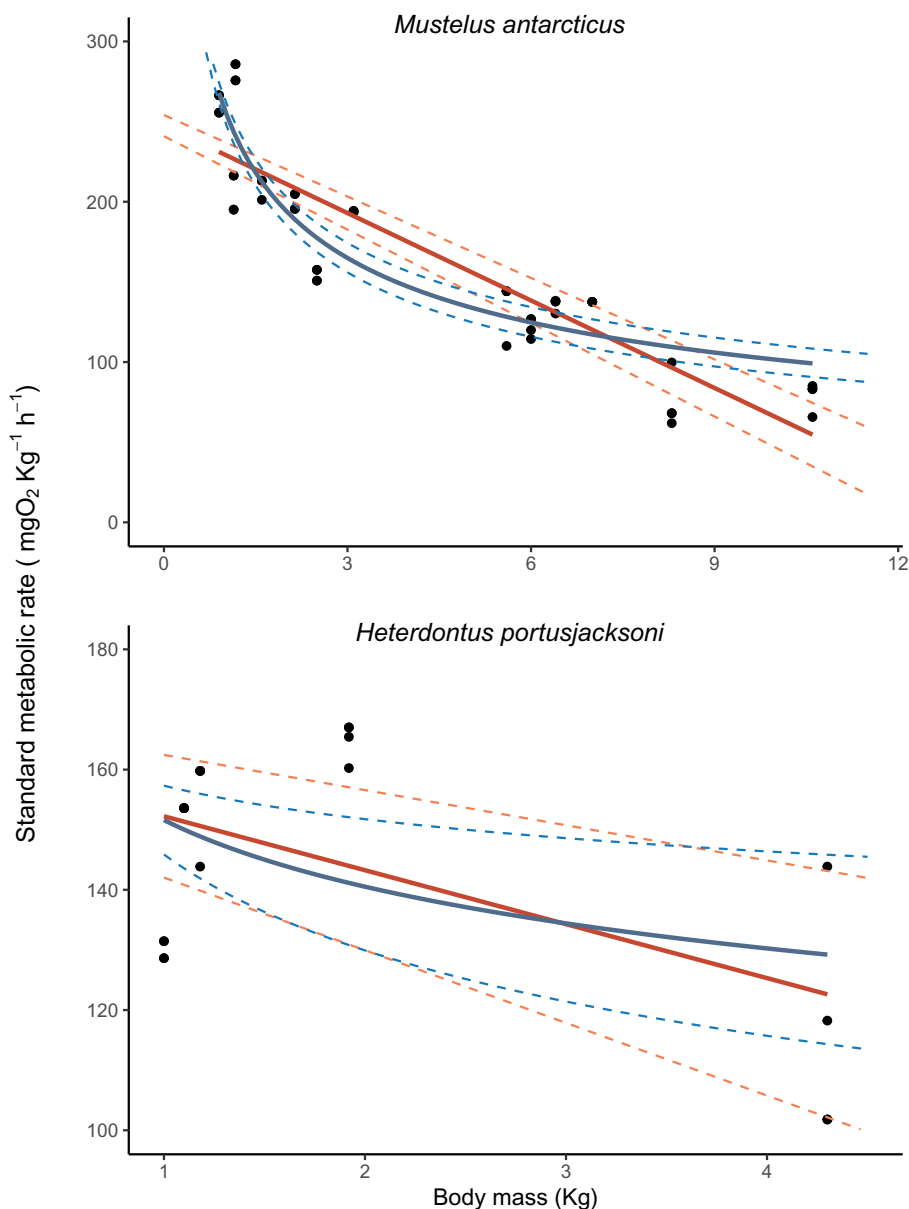 Mustelus antarcticus
300
200
100
0
0 3 6 9 12
Standard metabolic rate ( mgO₂ Kg⁻¹ h⁻¹)
Heterdontus portusjacksoni
180
160
140
120
100
1 2 3 4
Body mass (Kg)